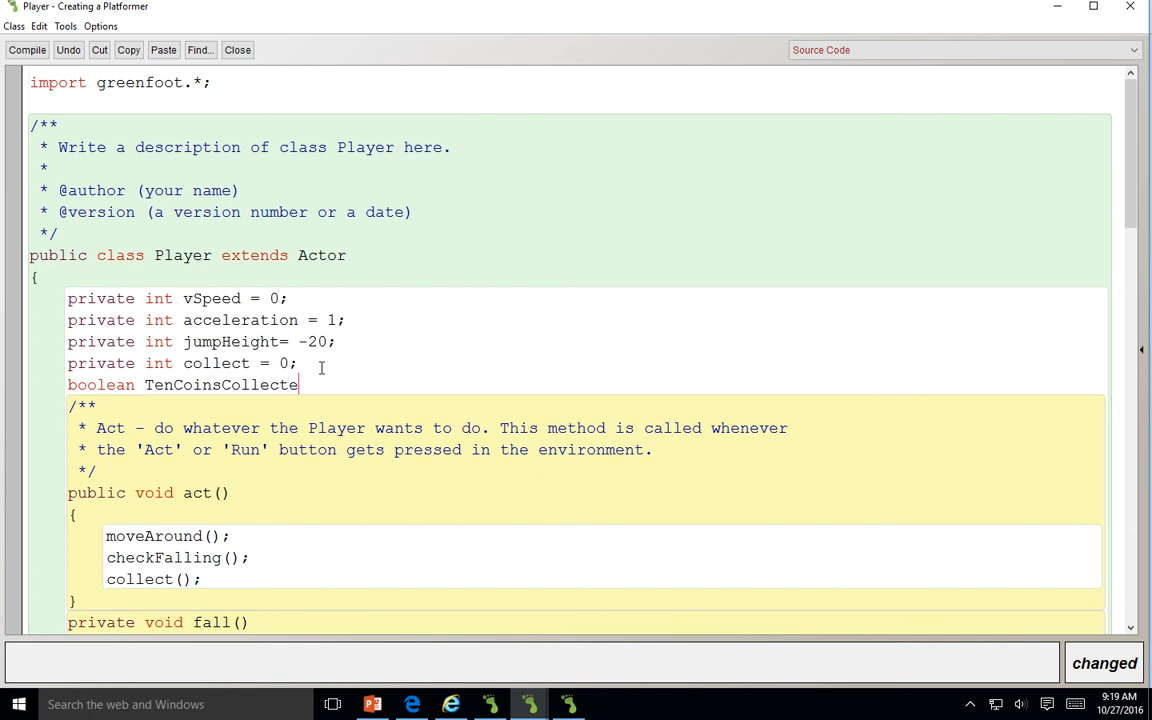 Player - Creating a Platformer
Class Edit Tools Options
Compile Undo Cut Copy Paste Find... Close Source Code
import greenfoot.*;
/**
* Write a description of class Player here.
*
* @author (your name)
* @version (a version number or a date)
*/
public class Player extends Actor
{
private int vSpeed = 0;
private int acceleration = 1;
private int jumpHeight= -20;
private int collect = 0;
boolean TenCoinsCollecte
/**
* Act - do whatever the Player wants to do. This method is called whenever
* the 'Act' or 'Run' button gets pressed in the environment.
*/
public void act()
{
moveAround();
checkFalling();
collect();
}
private void fall()
changed
Search the web and Windows
9:19 AM
10/27/2016